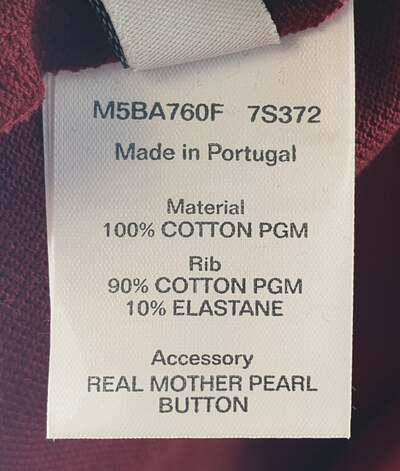 M5BA760F 7S372
Made in Portugal
Material
100% COTTON PGM
Rib
90% COTTON PGM
10% ELASTANE
Accessory
REAL MOTHER PEARL
BUTTON